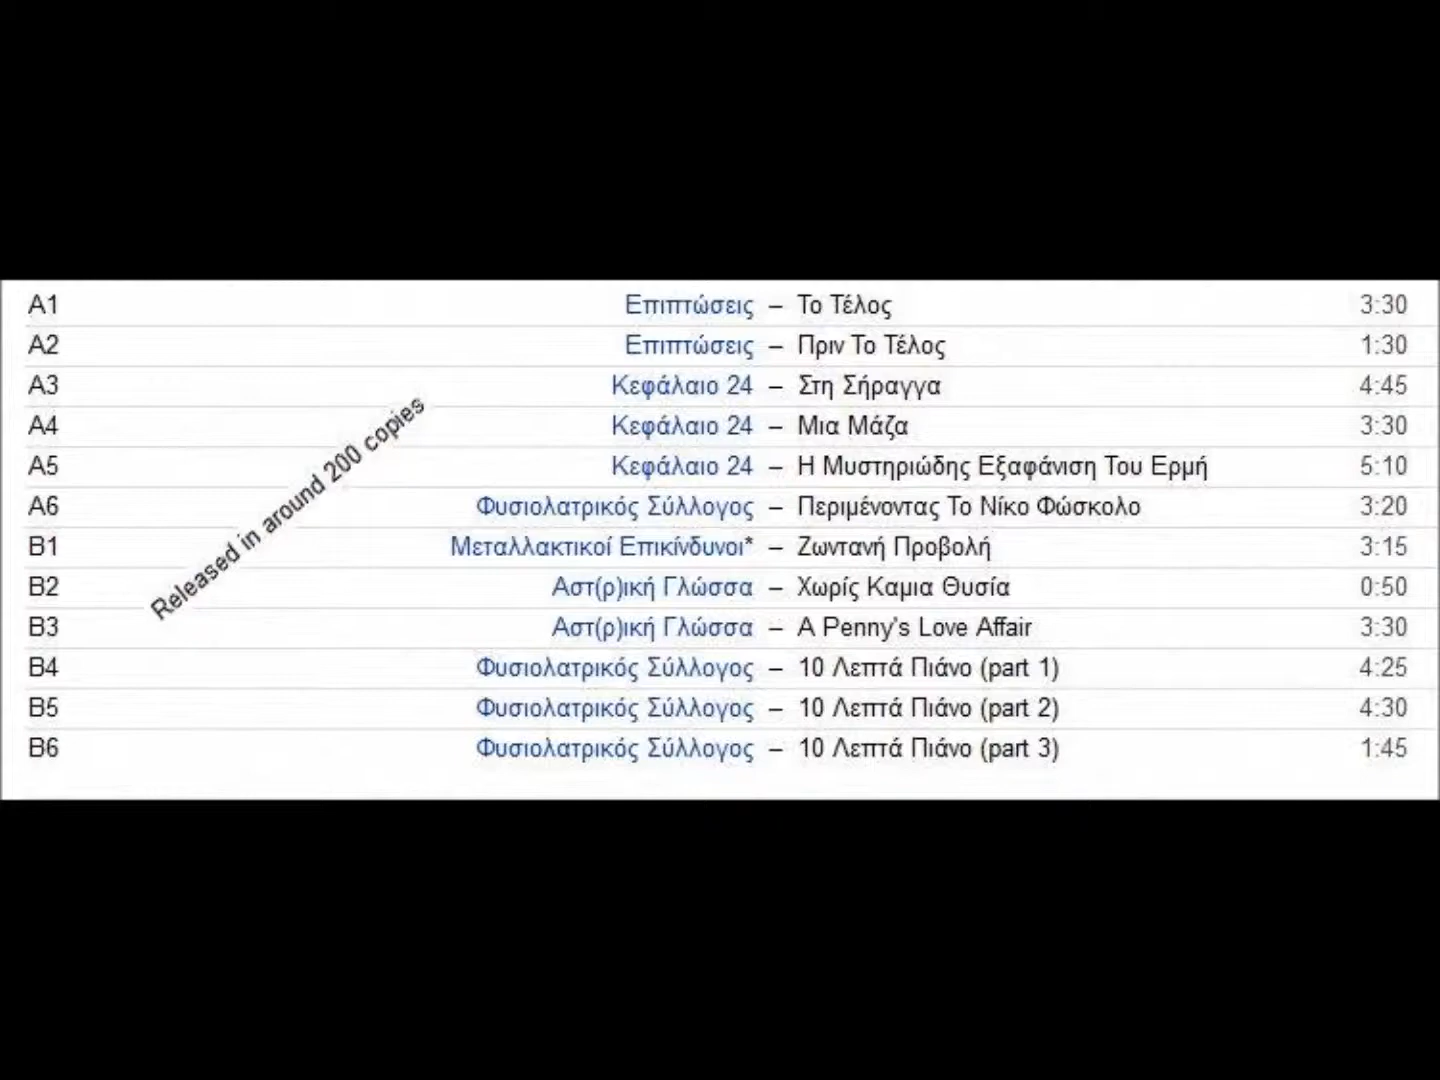 A1 Επιπτώσεις – Το Τέλος 3:30
A2 Επιπτώσεις – Πριν Το Τέλος 1:30
A3 Κεφάλαιο 24 – Στη Σήραγγα 4:45
A4 Κεφάλαιο 24 – Μια Μάζα 3:30
A5 Κεφάλαιο 24 – Η Μυστηριώδης Εξαφάνιση Του Ερμή 5:10
A6 Φυσιολατρικός Σύλλογος – Περιμένοντας Το Νίκο Φώσκολο 3:20
B1 Μεταλλακτικοί Επικίνδυνοι* – Ζωντανή Προβολή 3:15
B2 Αστ(ρ)ική Γλώσσα – Χωρίς Καμια Θυσία 0:50
B3 Αστ(ρ)ική Γλώσσα – A Penny's Love Affair 3:30
B4 Φυσιολατρικός Σύλλογος – 10 Λεπτά Πιάνο (part 1) 4:25
B5 Φυσιολατρικός Σύλλογος – 10 Λεπτά Πιάνο (part 2) 4:30
B6 Φυσιολατρικός Σύλλογος – 10 Λεπτά Πιάνο (part 3) 1:45
Released in around 200 copies